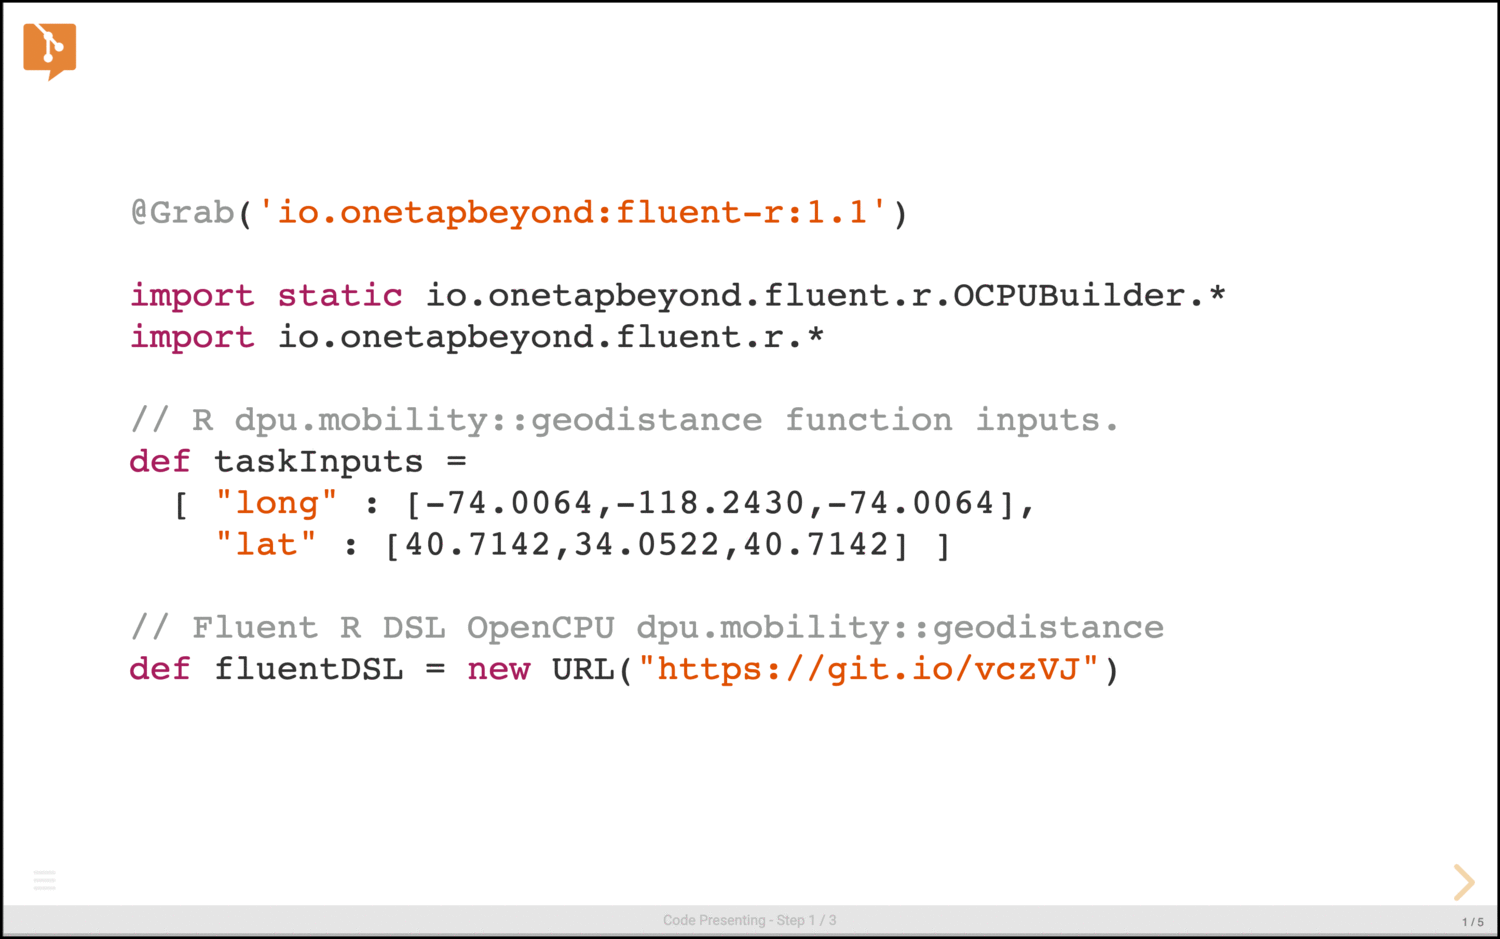 @Grab('io.onetapbeyond:fluent-r:1.1')
import static io.onetapbeyond.fluent.r.OCPUBuilder.*
import io.onetapbeyond.fluent.r.*
// R dpu.mobility::geodistance function inputs.
def taskInputs =
[ "long" : [-74.0064,-118.2430,-74.0064],
"lat" : [40.7142,34.0522,40.7142] ]
// Fluent R DSL OpenCPU dpu.mobility::geodistance
def fluentDSL = new URL("https://git.io/vczVJ")
Code Presenting - Step 1 / 3
1 / 5